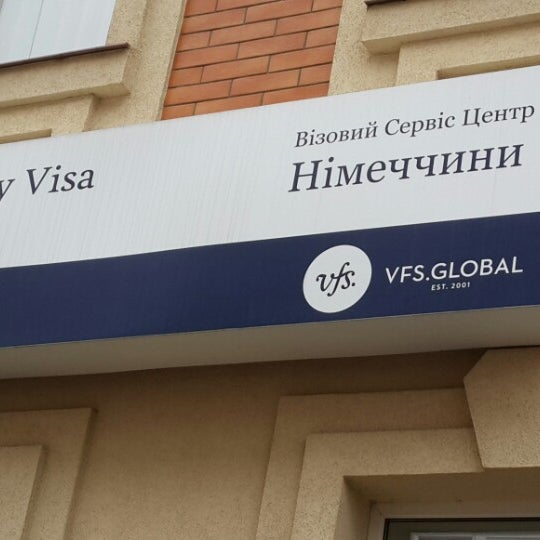 y Visa
Візовий Сервіс Центр
Німеччини
vfs.
VFS.GLOBAL
EST. 2001